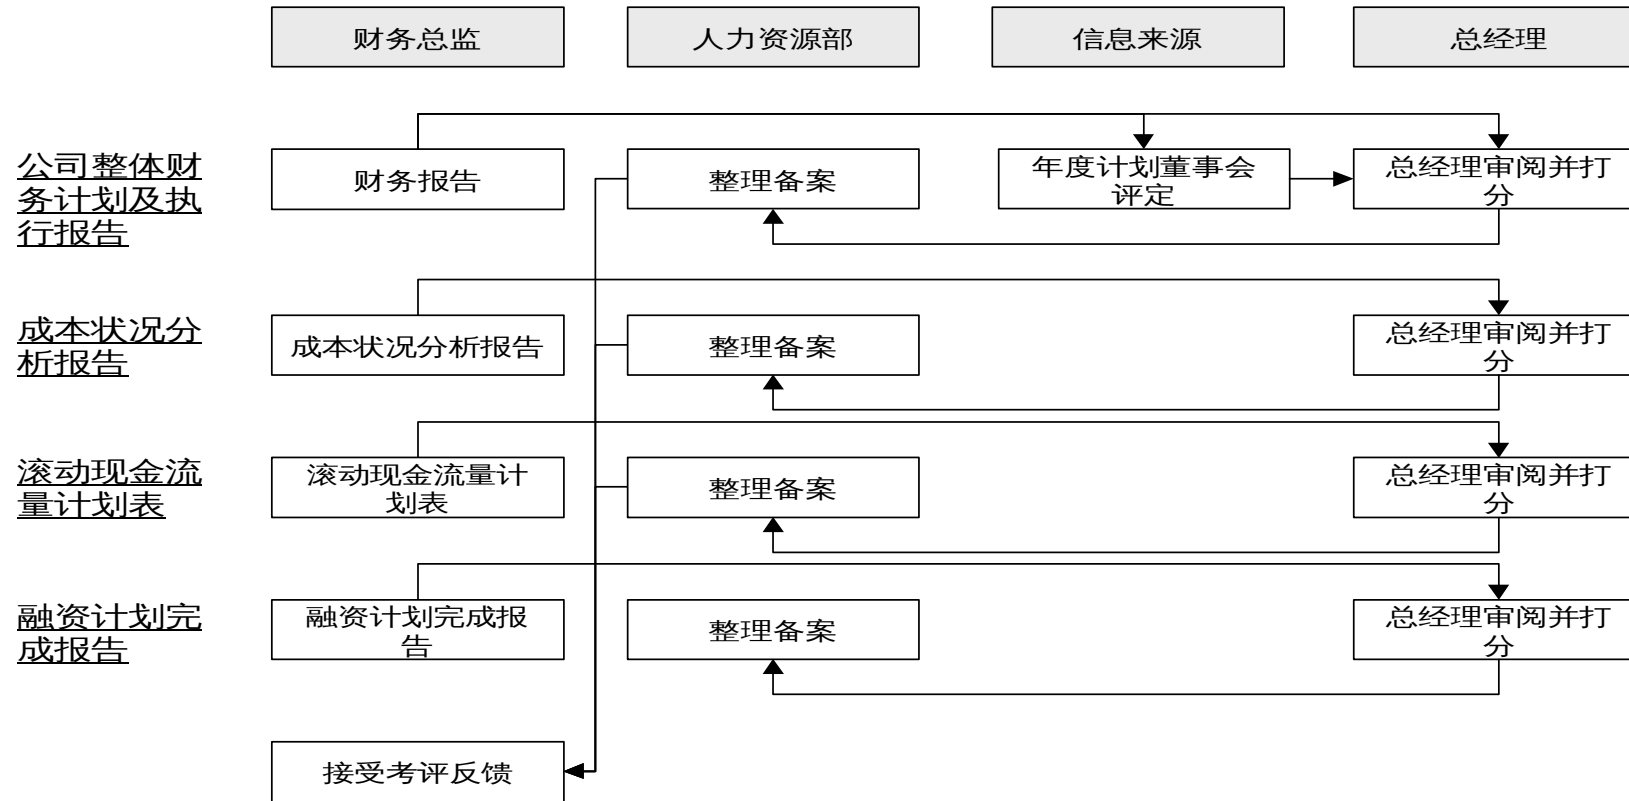 财务总监
人力资源部
信息来源
总经理
公司整体财
务计划及执
行报告
财务报告
整理备案
年度计划董事会
评定
总经理审阅并打
分
成本状况分
析报告
成本状况分析报告
整理备案
总经理审阅并打
分
滚动现金流
量计划表
滚动现金流量计
划表
整理备案
总经理审阅并打
分
融资计划完
成报告
融资计划完成报
告
整理备案
总经理审阅并打
分
接受考评反馈